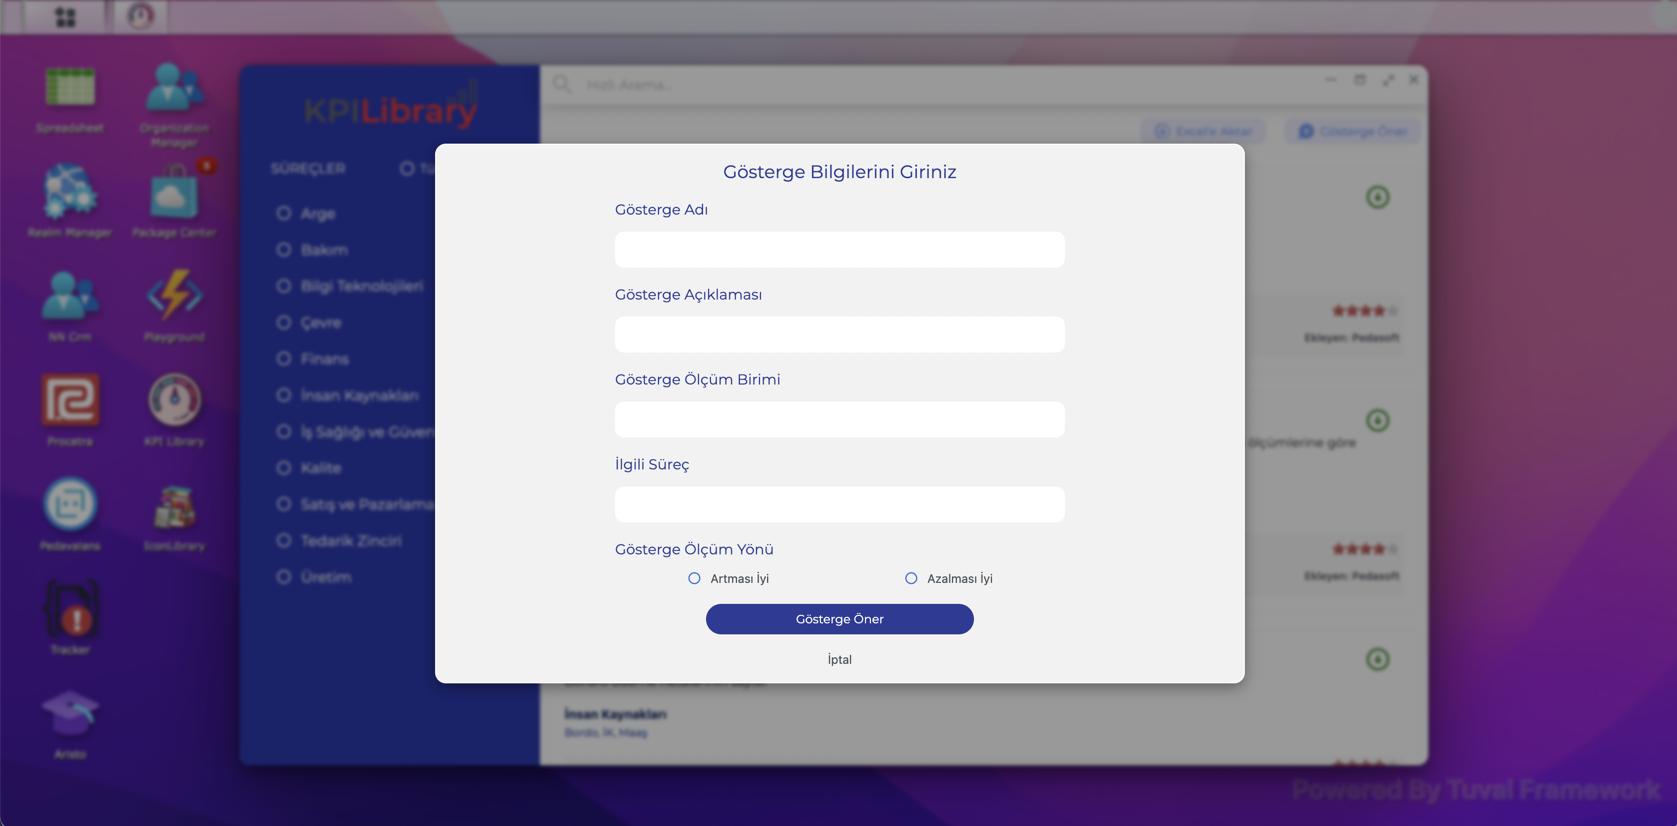 Spreadsheet
Organization
Manager
Realm Manager
5
Package Center
NN Crm
Playground
Procetra
KPI Library
Pedavalans
IconLibrary
Tracker
Aristo
KPILibrary
SÜREÇLER
Arge
Bakım
Bilgi Teknolojileri
Çevre
Finans
İnsan Kaynakları
İş Sağlığı ve
Kalite
Satış ve Pazarlama
Tedarik Zinciri
Üretim
Hızlı Arama...
Excel'e Aktar
Gösterge Öner
Gösterge Bilgilerini Giriniz
Gösterge Adı
Gösterge Açıklaması
Gösterge Ölçüm Birimi
İlgili Süreç
Gösterge Ölçüm Yönü
Artması İyi
Azalması İyi
Gösterge Öner
İptal
Ekleyen: Pedasoft
ölçümlerine göre
Ekleyen: Pedasoft
İnsan Kaynakları
Bordo, İK, Maaş
Powered By Tuval Framework